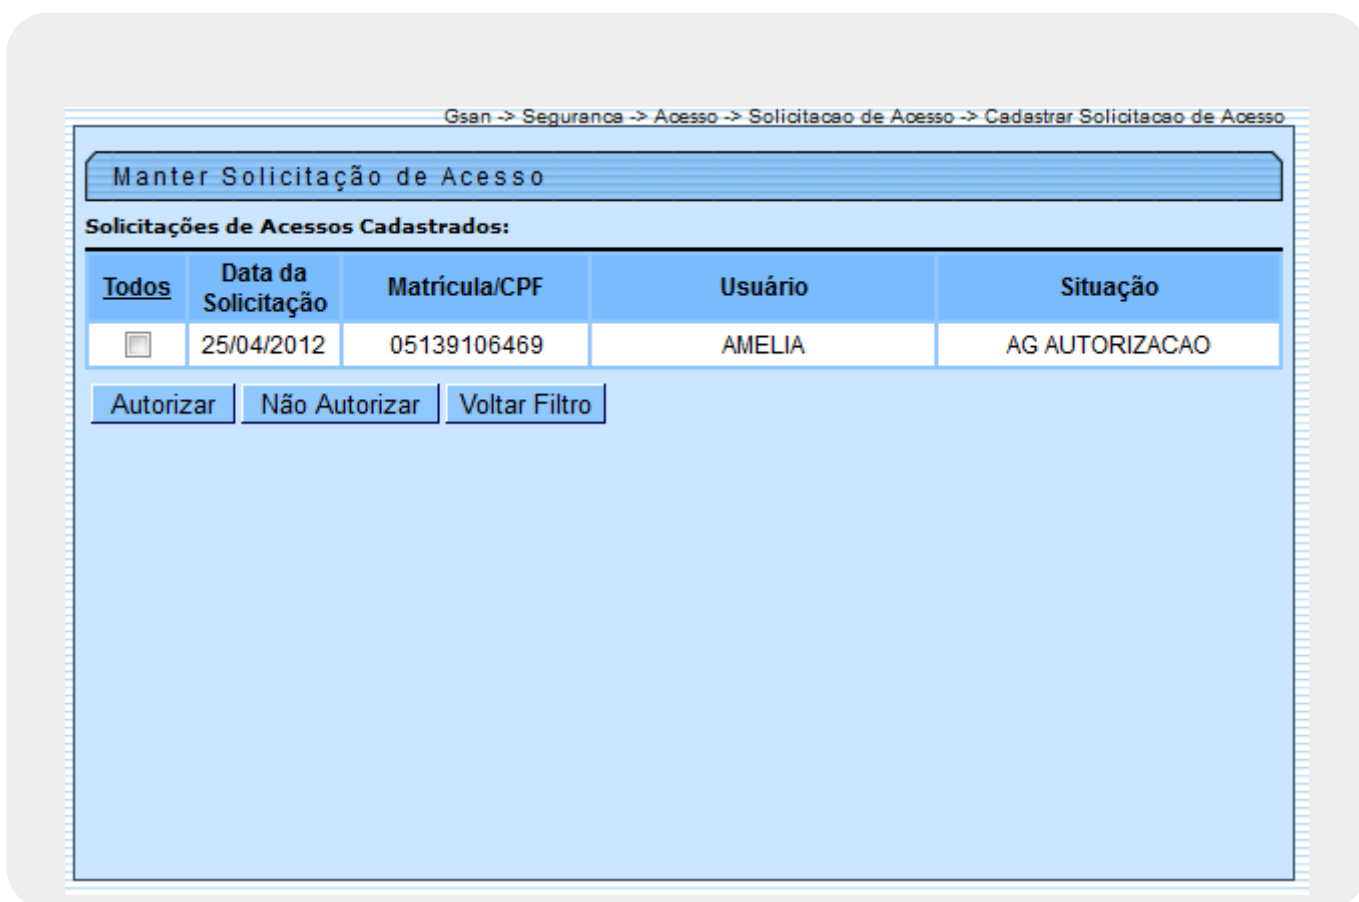 Gsan -> Seguranca -> Acesso -> Solicitacao de Acesso -> Cadastrar Solicitacao de Acesso
Manter Solicitação de Acesso
Solicitações de Acessos Cadastrados:
Todos Data da Solicitação Matrícula/CPF Usuário Situação
25/04/2012 05139106469 AMELIA AG AUTORIZACAO
Autorizar Não Autorizar Voltar Filtro